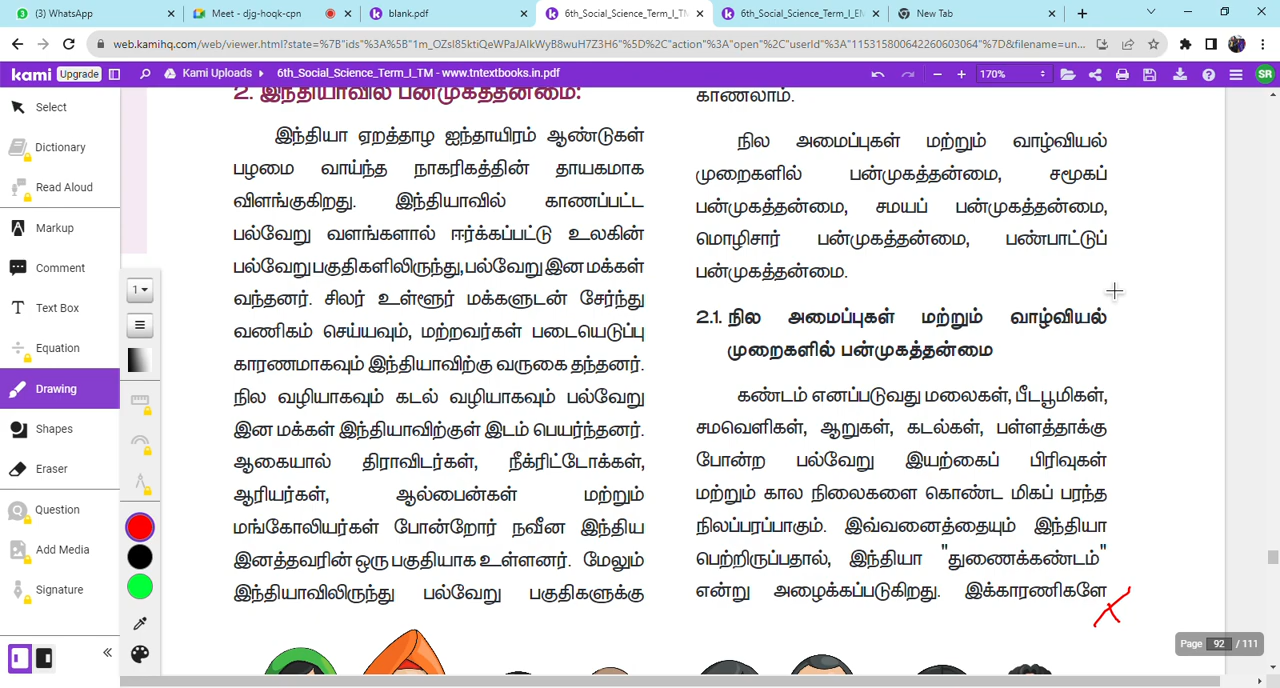 (3) WhatsApp
Meet - djg-hoqk-cpn
blank.pdf
6th_Social_Science_Term_I_TM
6th_Social_Science_Term_I_EM
New Tab
web.kamihq.com/web/viewer.html?state=%7B"ids"%3A%5B"1m_OZsI85ktiQeWPaJAIkWyB8wuH7Z3H6"%5D%2C"action"%3A"open"%2C"userId"%3A"115315800642260603064"%7D&filename=un...
kami Upgrade
Kami Uploads
6th_Social_Science_Term_I_TM - www.tntextbooks.in.pdf
170%
SR
Select
Dictionary
Read Aloud
Markup
Comment
Text Box
Equation
Drawing
Shapes
Eraser
Question
Add Media
Signature
1
2. இந்தியாவில் பன்முகத்தன்மை:
இந்தியா ஏறத்தாழ ஐந்தாயிரம் ஆண்டுகள்
பழமை வாய்ந்த நாகரிகத்தின் தாயகமாக
விளங்குகிறது. இந்தியாவில் காணப்பட்ட
பல்வேறு வளங்களால் ஈர்க்கப்பட்டு உலகின்
பல்வேறு பகுதிகளிலிருந்து, பல்வேறு இன மக்கள்
வந்தனர். சிலர் உள்ளூர் மக்களுடன் சேர்ந்து
வணிகம் செய்யவும், மற்றவர்கள் படையெடுப்பு
காரணமாகவும் இந்தியாவிற்கு வருகை தந்தனர்.
நில வழியாகவும் கடல் வழியாகவும் பல்வேறு
இன மக்கள் இந்தியாவிற்குள் இடம் பெயர்ந்தனர்.
ஆகையால் திராவிடர்கள், நீக்ரிட்டோக்கள்,
ஆரியர்கள், ஆல்பைன்கள் மற்றும்
மங்கோலியர்கள் போன்றோர் நவீன இந்திய
இனத்தவரின் ஒரு பகுதியாக உள்ளனர். மேலும்
இந்தியாவிலிருந்து பல்வேறு பகுதிகளுக்கு
காணலாம்.
நில அமைப்புகள் மற்றும் வாழ்வியல்
முறைகளில் பன்முகத்தன்மை, சமூகப்
பன்முகத்தன்மை, சமயப் பன்முகத்தன்மை,
மொழிசார் பன்முகத்தன்மை, பண்பாட்டுப்
பன்முகத்தன்மை.
2.1. நில அமைப்புகள் மற்றும் வாழ்வியல்
முறைகளில் பன்முகத்தன்மை
கண்டம் எனப்படுவது மலைகள், பீடபூமிகள்,
சமவெளிகள், ஆறுகள், கடல்கள், பள்ளத்தாக்கு
போன்ற பல்வேறு இயற்கைப் பிரிவுகள்
மற்றும் கால நிலைகளை கொண்ட மிகப் பரந்த
நிலப்பரப்பாகும். இவ்வனைத்தையும் இந்தியா
பெற்றிருப்பதால், இந்தியா "துணைக்கண்டம்"
என்று அழைக்கப்படுகிறது. இக்காரணிகளே
Page 92 / 111